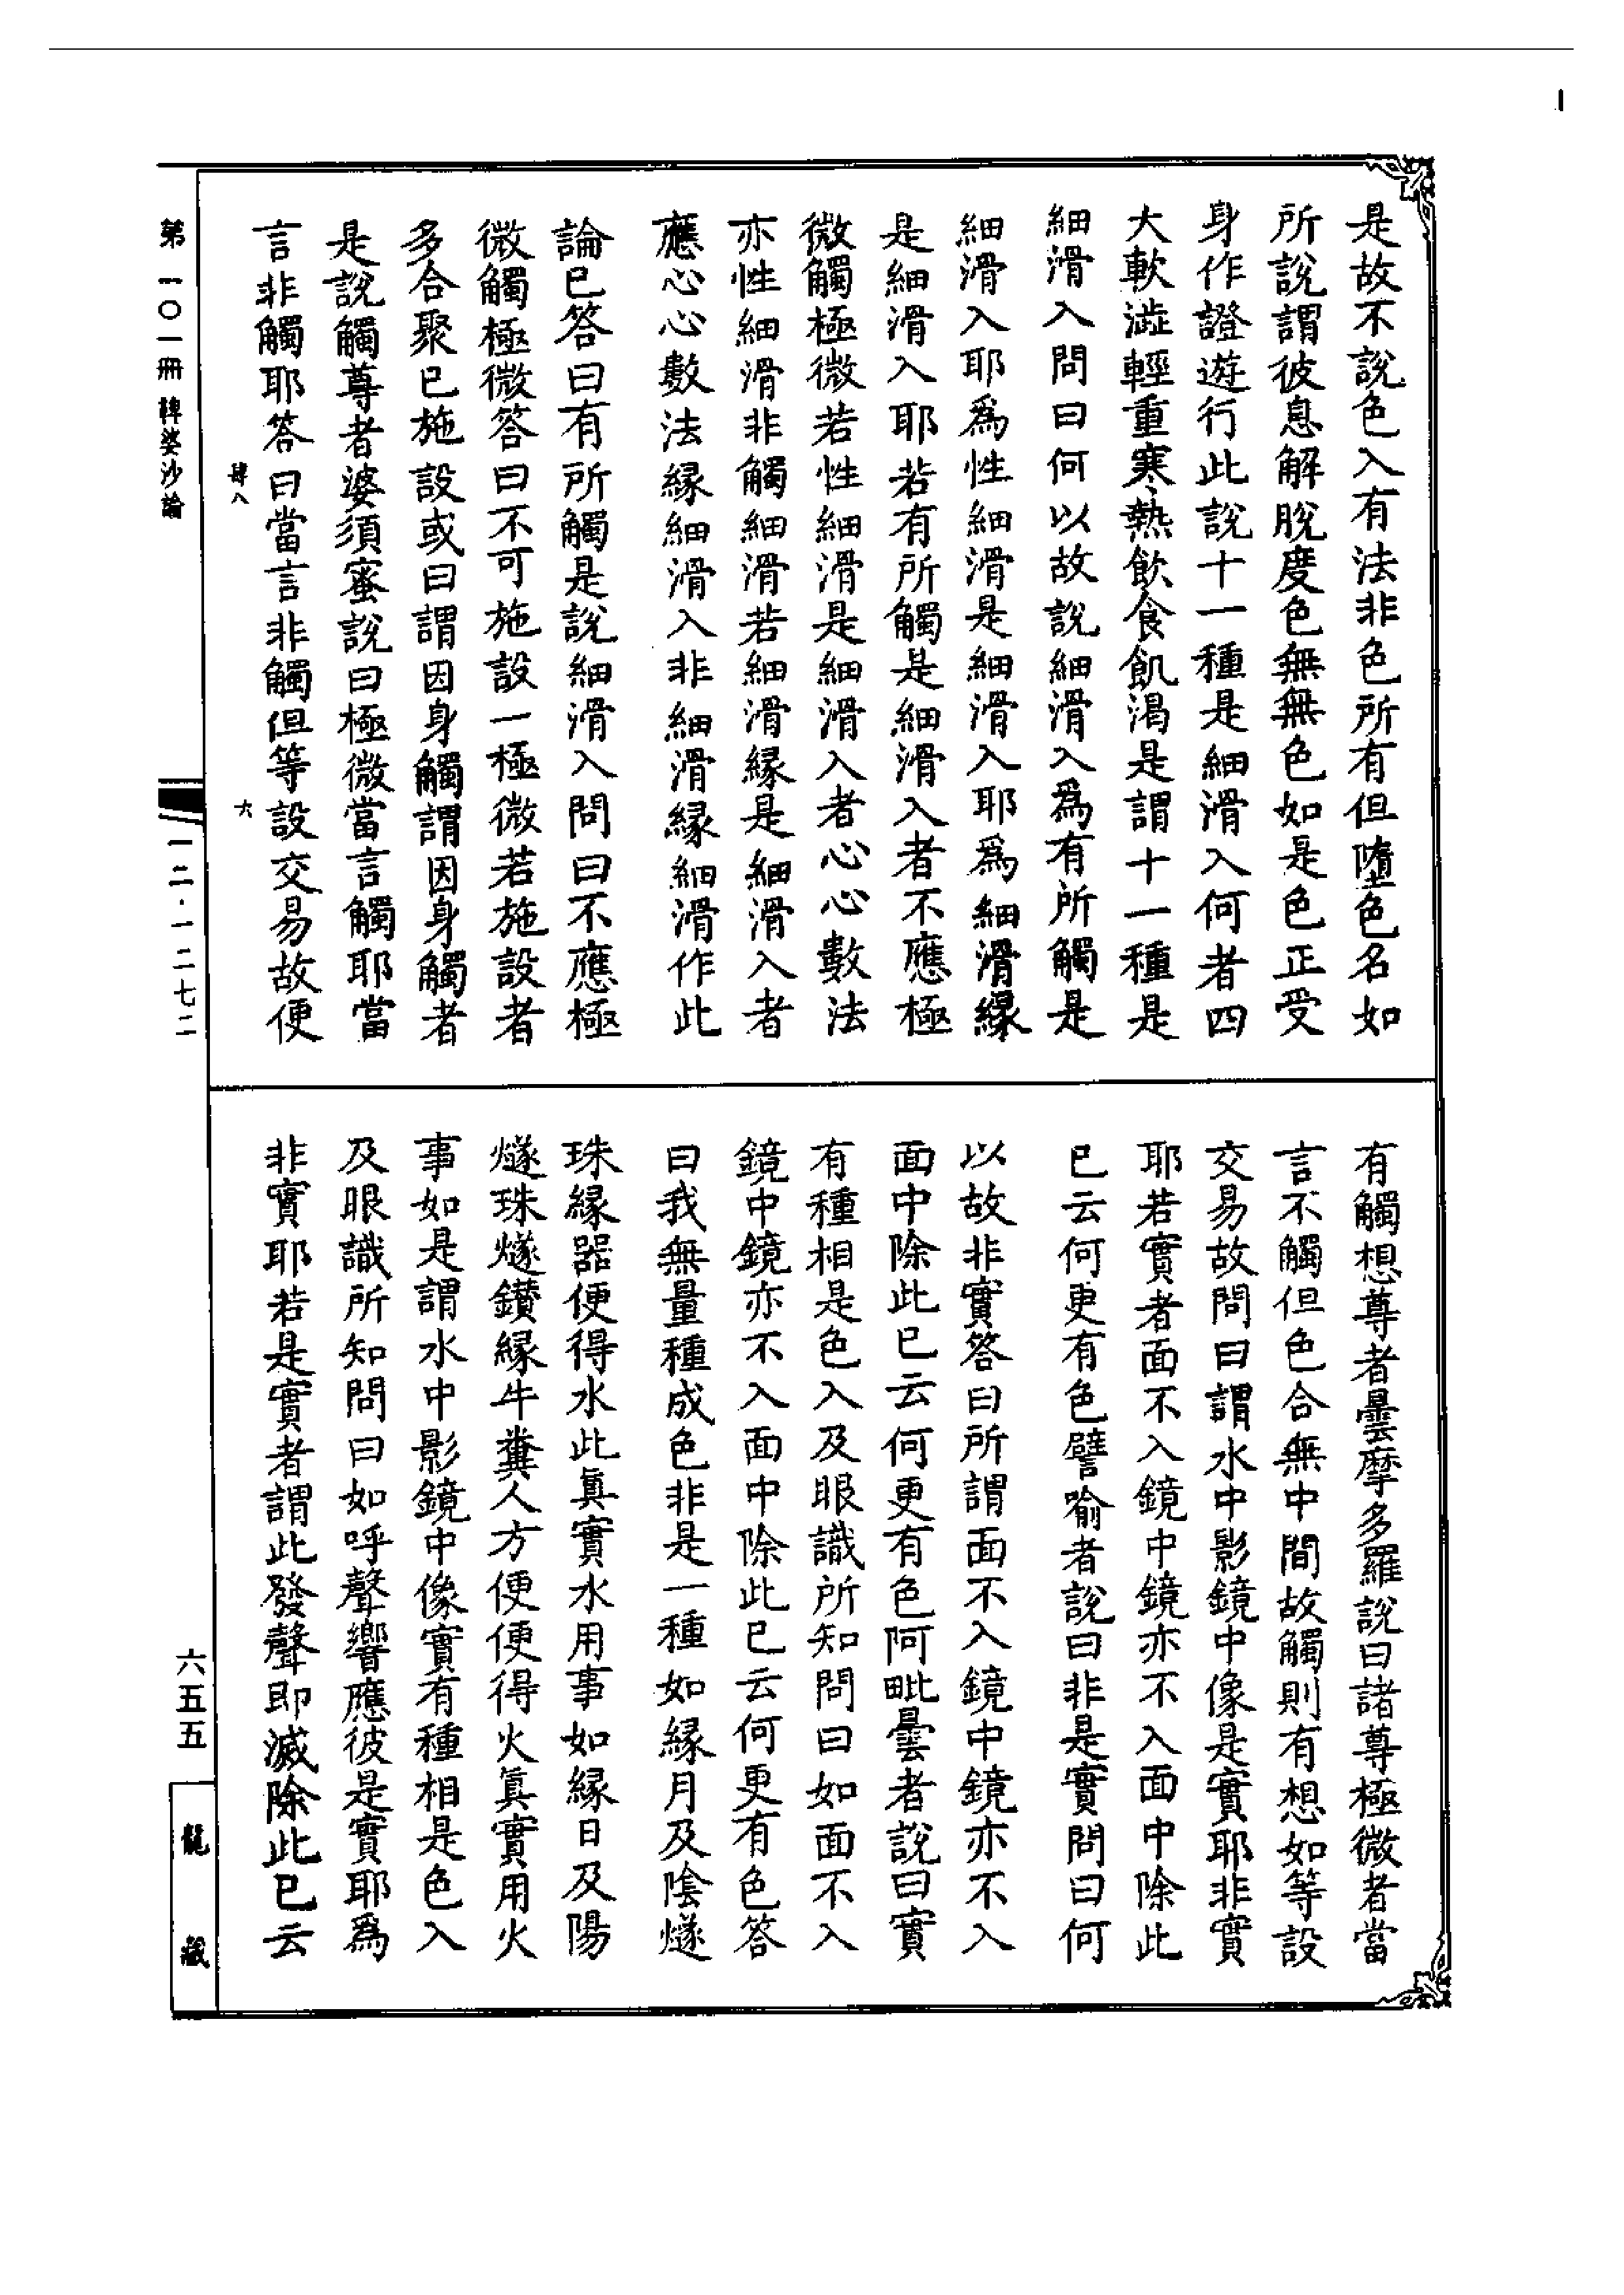 是故不說色入有法非色所有但墮色名如
所說謂彼息解脫度色無無色如是色正受
身作證遊行此說十一種是細滑入何者四
大軟澁輕重寒熱飲食飢渴是謂十一種是
細滑入問曰何以故說細滑入爲有所觸是
細滑入耶爲性細滑是細滑入耶爲細滑緣
是細滑入耶若有所觸是細滑入者不應極
微觸極微若性細滑是細滑入者心心數法
亦性細滑非觸細滑若細滑緣是細滑入者
應心心數法緣細滑入非細滑緣細滑作此
論已答曰有所觸是說細滑入問曰不應極
微觸極微答曰不可施設一極微若施設者
多合聚已施設或曰謂因身觸謂因身觸者
是說觸尊者婆須蜜說曰極微當言觸耶當
言非觸耶答曰當言非觸但等設交易故便
有觸想尊者曇摩多羅說曰諸尊極微者當
言不觸但色合無中間故觸則有想如等設
交易故問曰謂水中影鏡中像是實耶非實
耶若實者面不入鏡中鏡亦不入面中除此
已云何更有色譬喻者說曰非是實問曰何
以故非實答曰所謂面不入鏡中鏡亦不入
面中除此已云何更有色阿毗曇者說曰實
有種相是色入及眼識所知問曰如面不入
鏡中鏡亦不入面中除此已云何更有色答
曰我無量種成色非是一種如緣月及陰燧
珠緣器便得水此眞實水用事如緣日及陽
燧珠燧鑽緣牛糞人方便便得火眞實用火
事如是謂水中影鏡中像實有種相是色入
及眼識所知問曰如呼聲響應彼是實耶爲
非實耶若是實者謂此發聲即滅除此已云
第一〇一冊 鞞婆沙論
肆八
六
一二·一二七二
六五五
龍藏